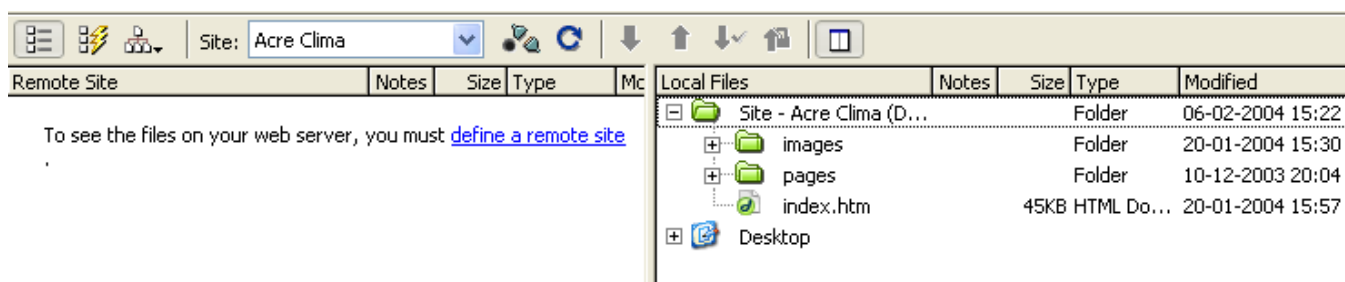 Site: Acre Clima
Remote Site Notes Size Type Mo
To see the files on your web server, you must define a remote site
.
Local Files Notes Size Type Modified
Site - Acre Clima (D... Folder 06-02-2004 15:22
images Folder 20-01-2004 15:30
pages Folder 10-12-2003 20:04
index.htm 45KB HTML Do... 20-01-2004 15:57
Desktop